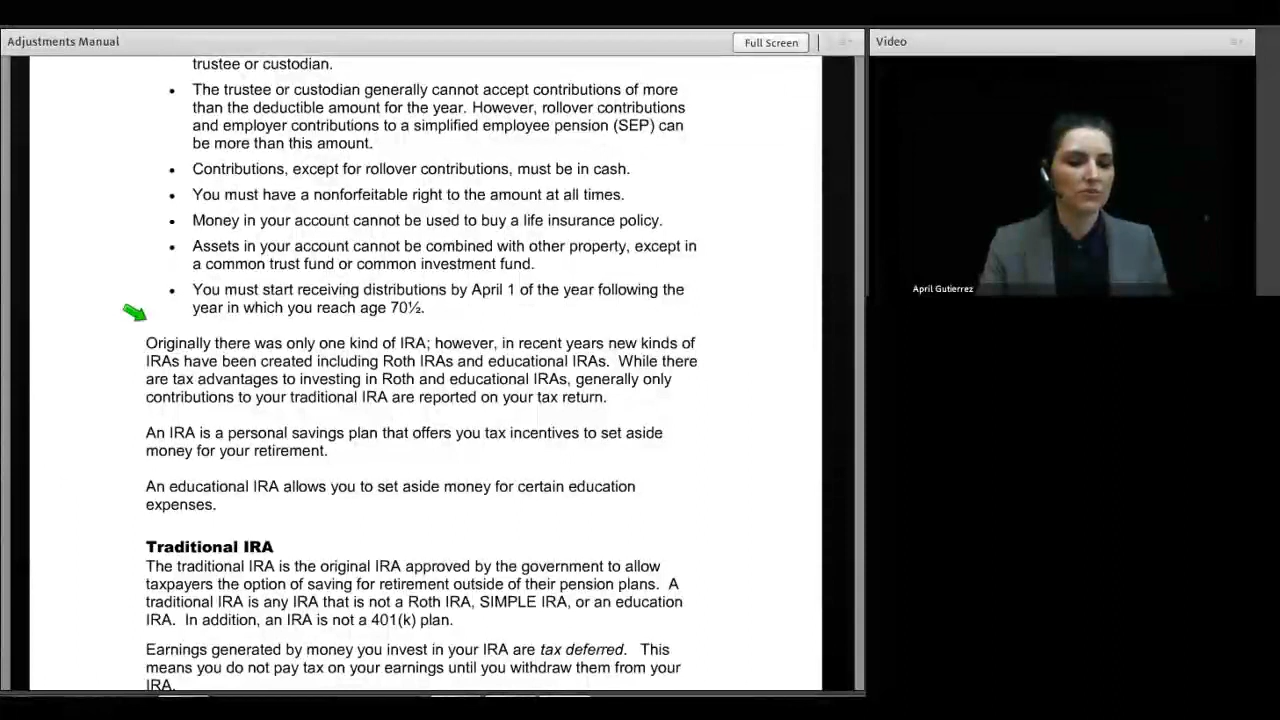 Adjustments Manual
Full Screen
Video
trustee or custodian.
• The trustee or custodian generally cannot accept contributions of more
than the deductible amount for the year. However, rollover contributions
and employer contributions to a simplified employee pension (SEP) can
be more than this amount.
• Contributions, except for rollover contributions, must be in cash.
• You must have a nonforfeitable right to the amount at all times.
• Money in your account cannot be used to buy a life insurance policy.
• Assets in your account cannot be combined with other property, except in
a common trust fund or common investment fund.
• You must start receiving distributions by April 1 of the year following the
year in which you reach age 70½.
Originally there was only one kind of IRA; however, in recent years new kinds of
IRAs have been created including Roth IRAs and educational IRAs.  While there
are tax advantages to investing in Roth and educational IRAs, generally only
contributions to your traditional IRA are reported on your tax return.
An IRA is a personal savings plan that offers you tax incentives to set aside
money for your retirement.
An educational IRA allows you to set aside money for certain education
expenses.
Traditional IRA
The traditional IRA is the original IRA approved by the government to allow
taxpayers the option of saving for retirement outside of their pension plans.  A
traditional IRA is any IRA that is not a Roth IRA, SIMPLE IRA, or an education
IRA.  In addition, an IRA is not a 401(k) plan.
Earnings generated by money you invest in your IRA are tax deferred.   This
means you do not pay tax on your earnings until you withdraw them from your
IRA.
April Gutierrez